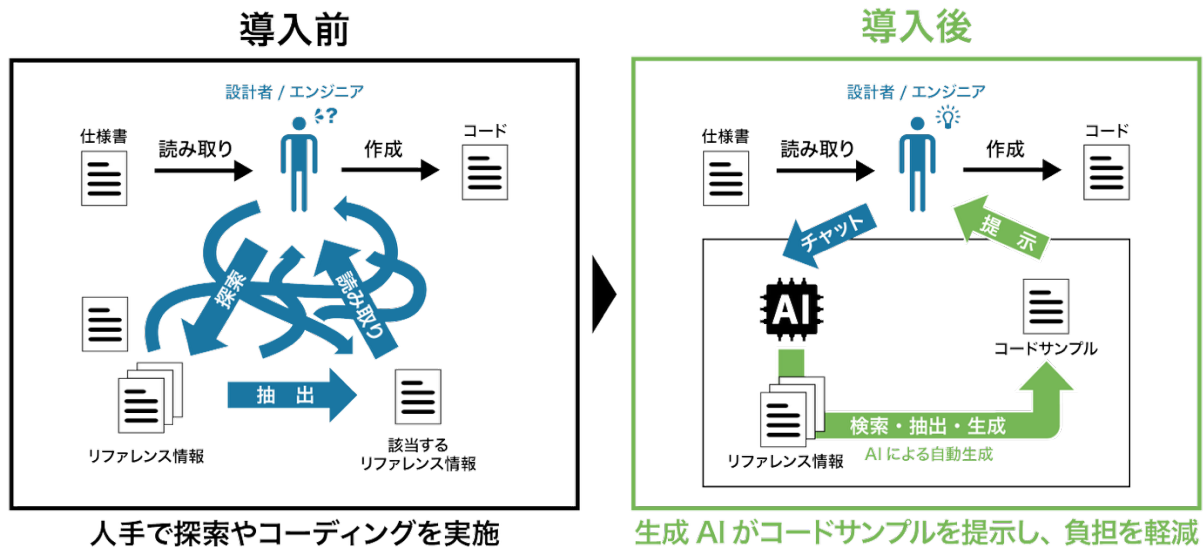 導入前
設計者 / エンジニア
?
仕様書
読み取り
作成
コード
探索
読み取り
抽 出
リファレンス情報
該当する
リファレンス情報
人手で探索やコーディングを実施
導入後
設計者 / エンジニア
仕様書
読み取り
作成
コード
チャット
提 示
AI
コードサンプル
検索・抽出・生成
リファレンス情報
AI による自動生成
生成 AI がコードサンプルを提示し、負担を軽減